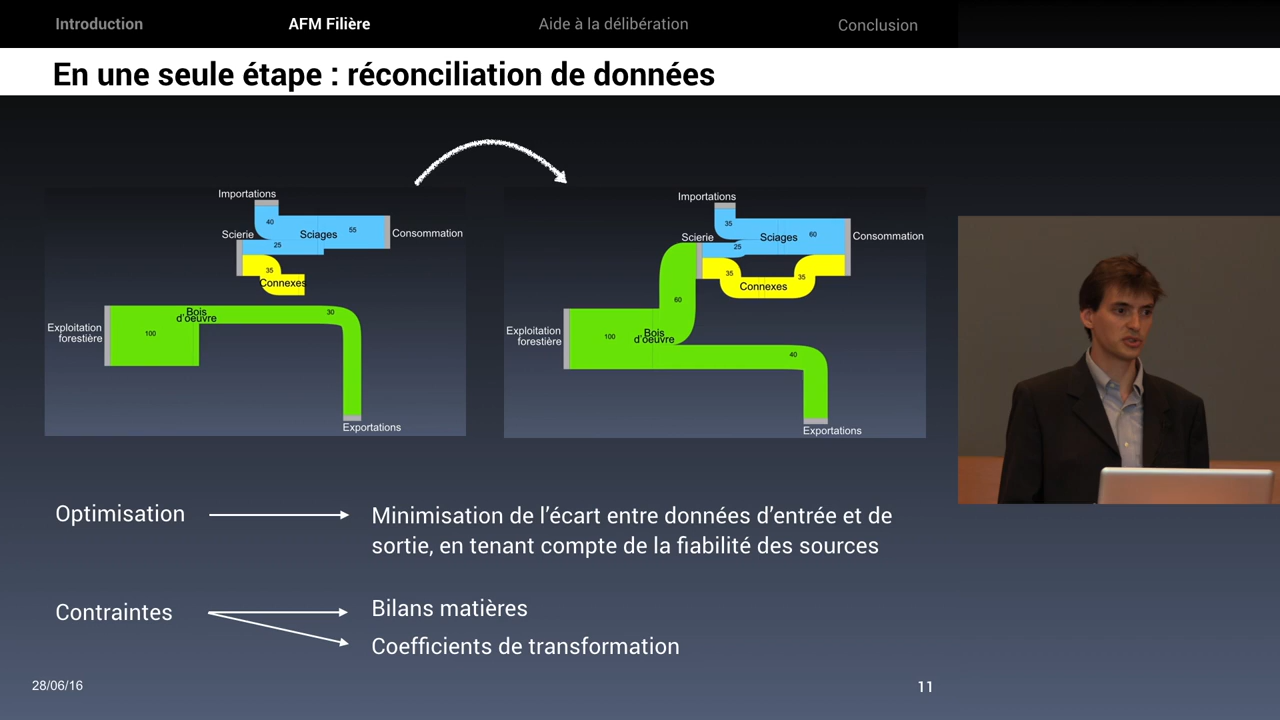 Introduction
AFM Filière
Aide à la délibération
Conclusion
En une seule étape : réconciliation de données
Importations
40
Scierie
Sciages
55
Consommation
25
35
Connexes
Exploitation
forestière
100
Bois
d'oeuvre
30
Exportations
Importations
35
Scierie
Sciages
60
Consommation
25
35
35
Connexes
60
Exploitation
forestière
100
Bois
d'oeuvre
40
Exportations
Optimisation
Minimisation de l'écart entre données d'entrée et de
sortie, en tenant compte de la fiabilité des sources
Contraintes
Bilans matières
Coefficients de transformation
28/06/16
11